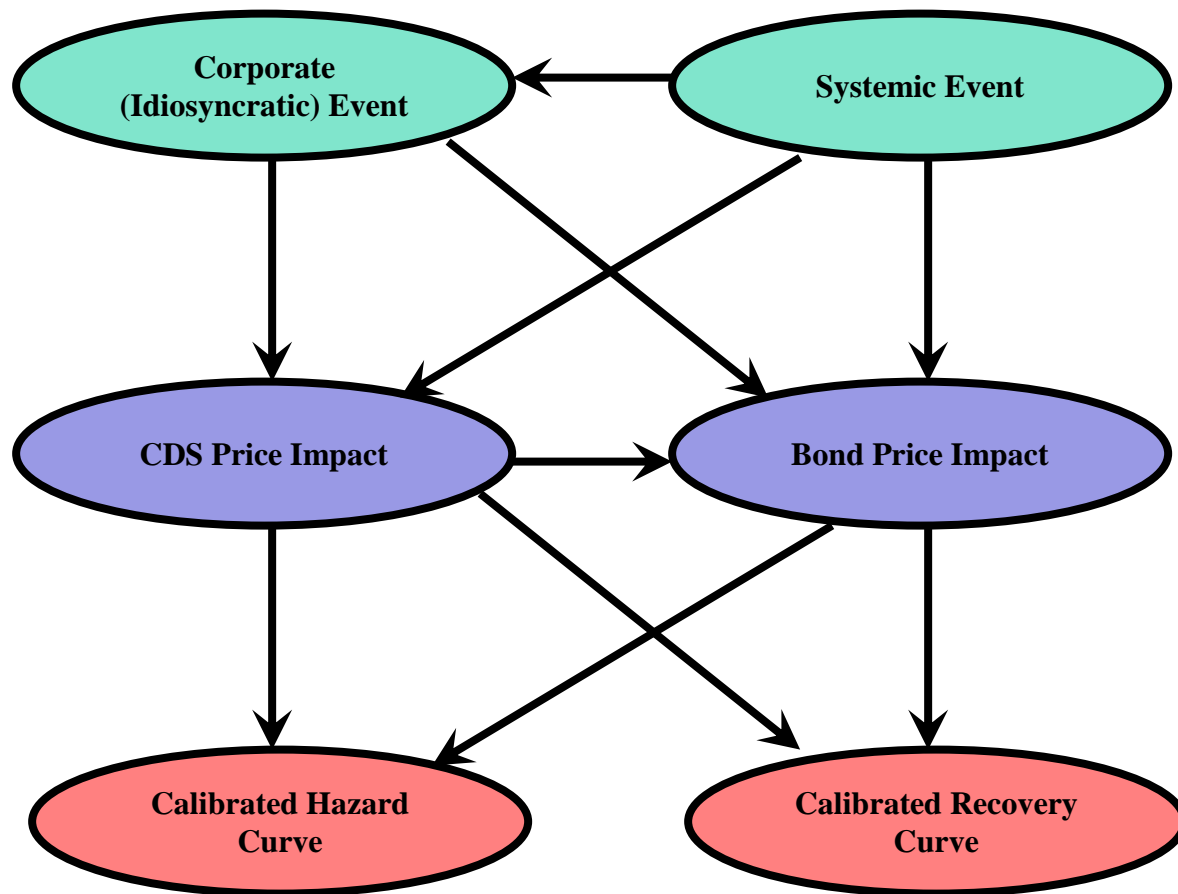 Corporate
(Idiosyncratic) Event
Systemic Event
CDS Price Impact
Bond Price Impact
Calibrated Hazard
Curve
Calibrated Recovery
Curve